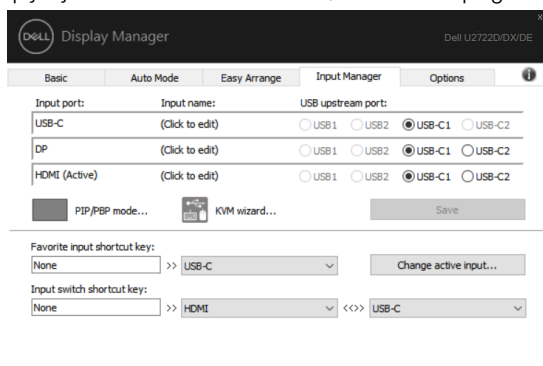 DELL Display Manager
X
Dell U2722D/DX/DE
Basic Auto Mode Easy Arrange Input Manager Options
Input port: Input name: USB upstream port:
USB-C (Click to edit) USB1 USB2 USB-C1 USB-C2
DP (Click to edit) USB1 USB2 USB-C1 USB-C2
HDMI (Active) (Click to edit) USB1 USB2 USB-C1 USB-C2
PIP/PBP mode... KVM wizard... Save
Favorite input shortcut key:
None >> USB-C Change active input...
Input switch shortcut key:
None >> HDMI <<>> USB-C